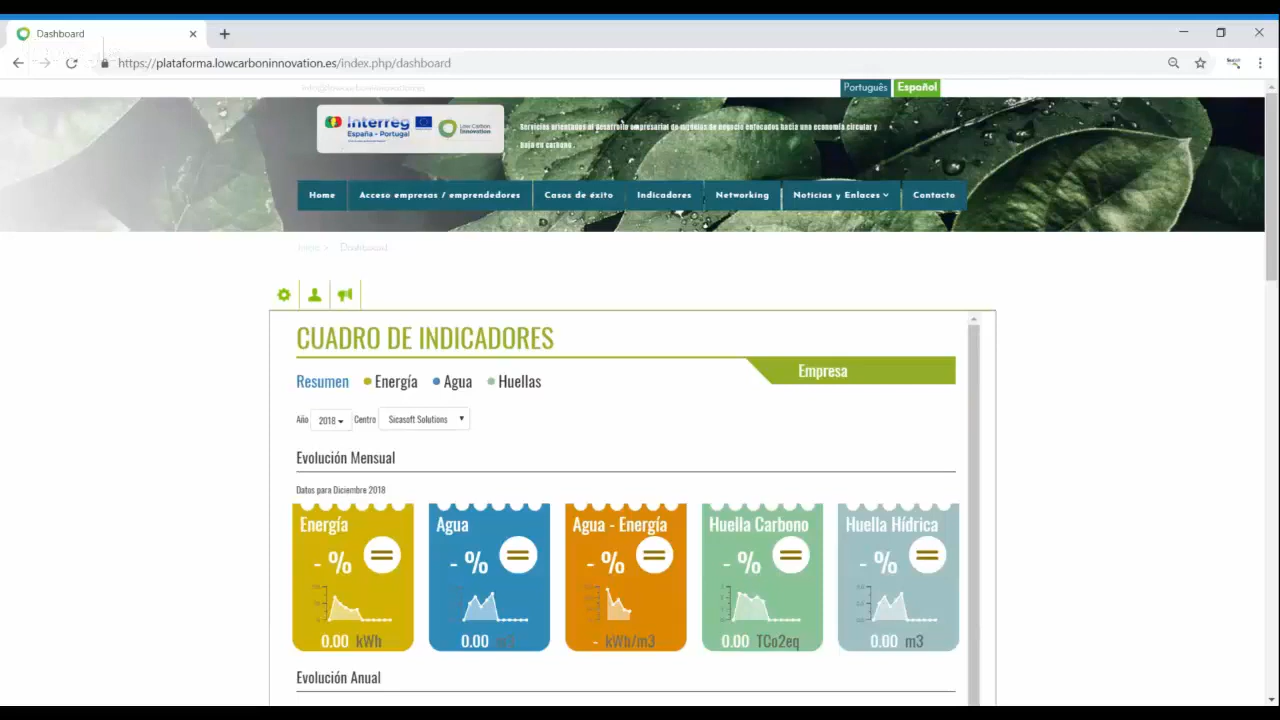 Dashboard
https://plataforma.lowcarboninnovation.es/index.php/dashboard
Português Español
Interreg
España - Portugal
Low Carbon
Innovation
Servicios orientados al desarrollo empresarial de modelos de negocio enfocados hacia una economía circular y
baja en carbono .
Home Acceso empresas / emprendedores Casos de éxito Indicadores Networking Noticias y Enlaces Contacto
Inicio > Dashboard
CUADRO DE INDICADORES
Empresa
Resumen Energía Agua Huellas
Año 2018 Centro Sicasoft Solutions
Evolución Mensual
Datos para Diciembre 2018
Energía Agua Agua - Energía Huella Carbono Huella Hídrica
- % - % - % - % - %
0.00 kWh 0.00 m3 - kWh/m3 0.00 TCo2eq 0.00 m3
Evolución Anual